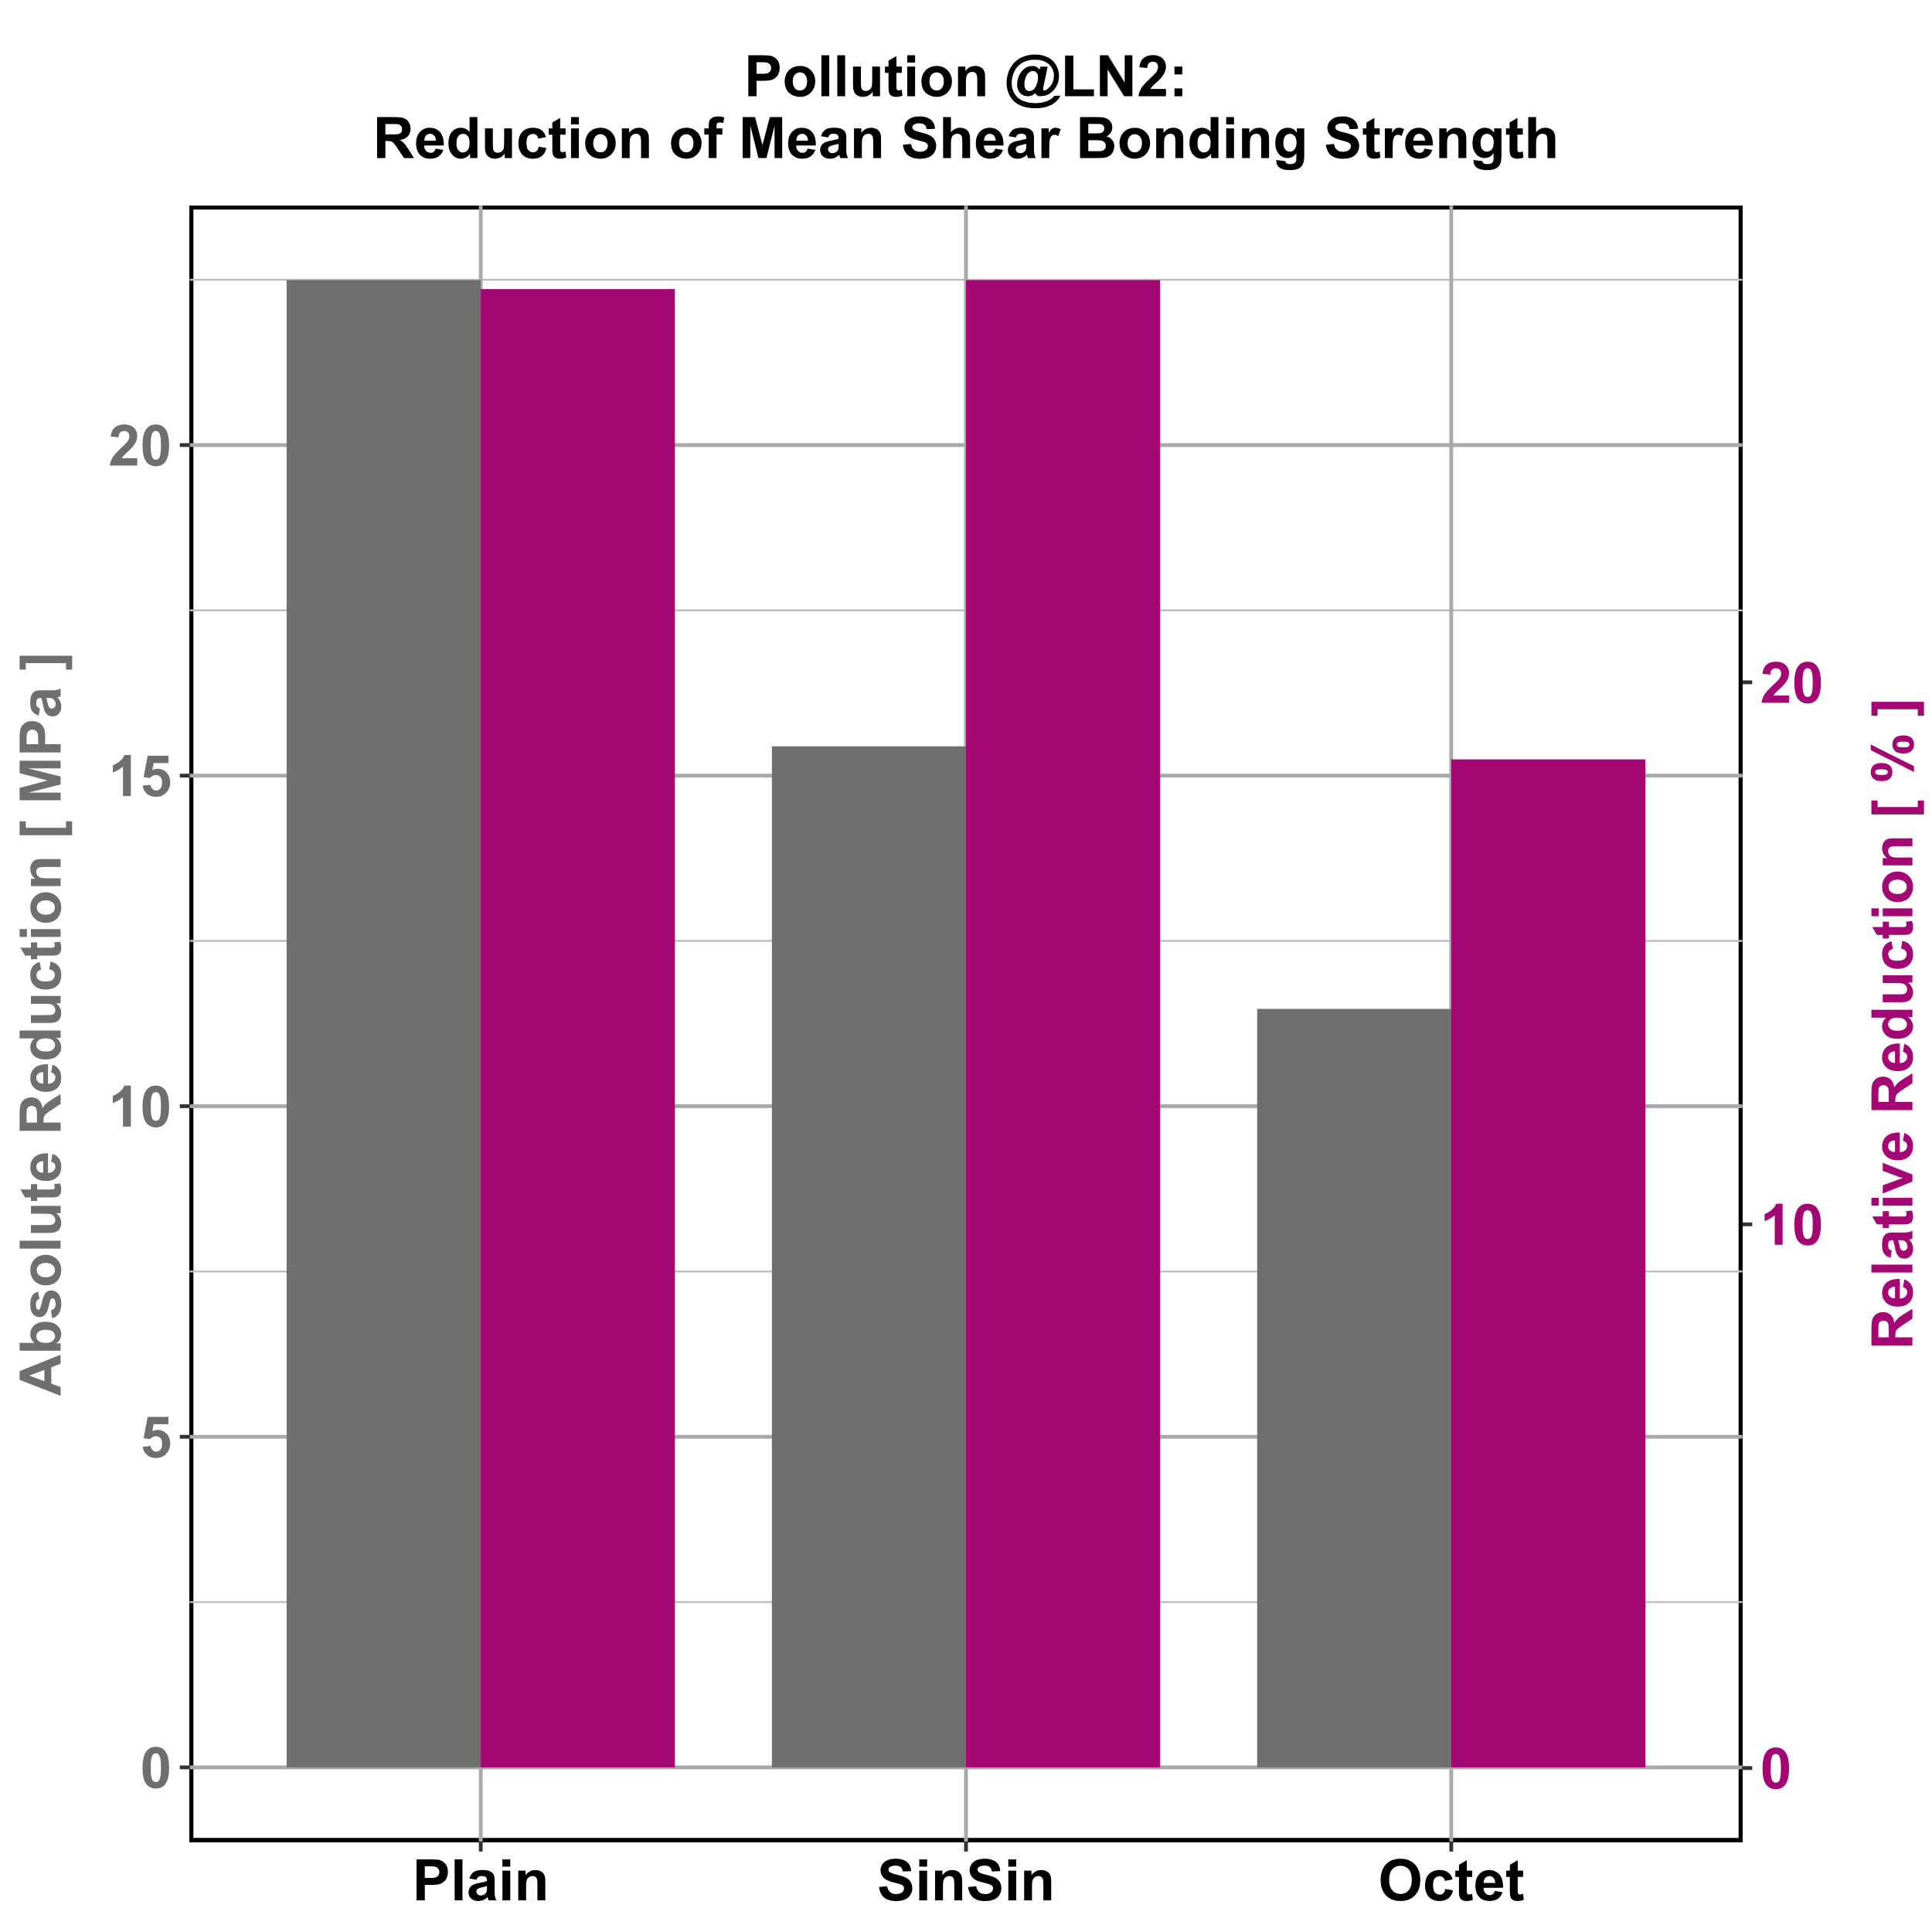 Pollution @LN2:
Reduction of Mean Shear Bonding Strength
Absolute Reduction [ MPa ]
20
15
10
5
0
20
10
0
Relative Reduction [ % ]
Plain SinSin Octet